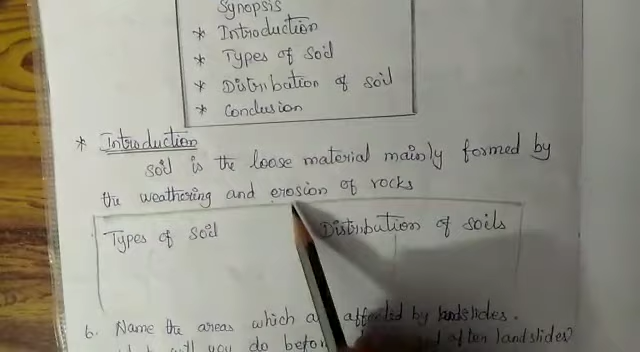 Synopsis
* Introduction
* Types of soil
* Distribution of soil
* Conclusion
* Introduction
soil is the loose material mainly formed by
the weathering and erosion of rocks
Types of Soil Distribution of soils
6. Name the areas which affected by landslides.
will you do after landslides?